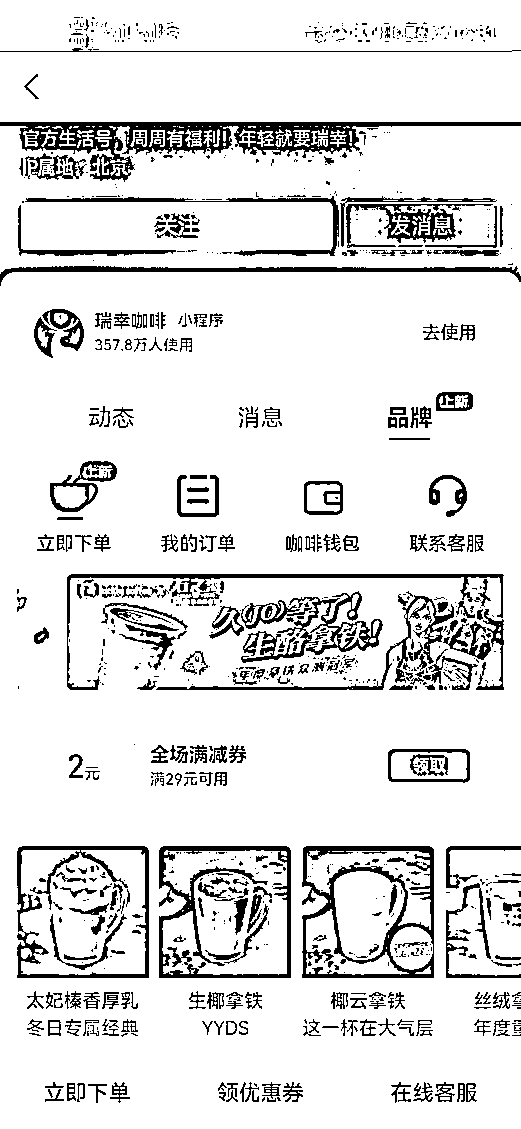 官方生活号，周周有福利！年轻就要瑞幸！
IP属地：北京
关注 发消息
瑞幸咖啡 小程序
357.8万人使用
去使用
动态 消息 品牌 上新
上新
立即下单 我的订单 咖啡钱包 联系客服
久(JO)等了！
生酪拿铁！
2元 全场满减券 领取
满29元可用
太妃榛香厚乳 生椰拿铁 椰云拿铁 丝绒
冬日专属经典 YYDS 这一杯在大气层 年度
立即下单 领优惠券 在线客服